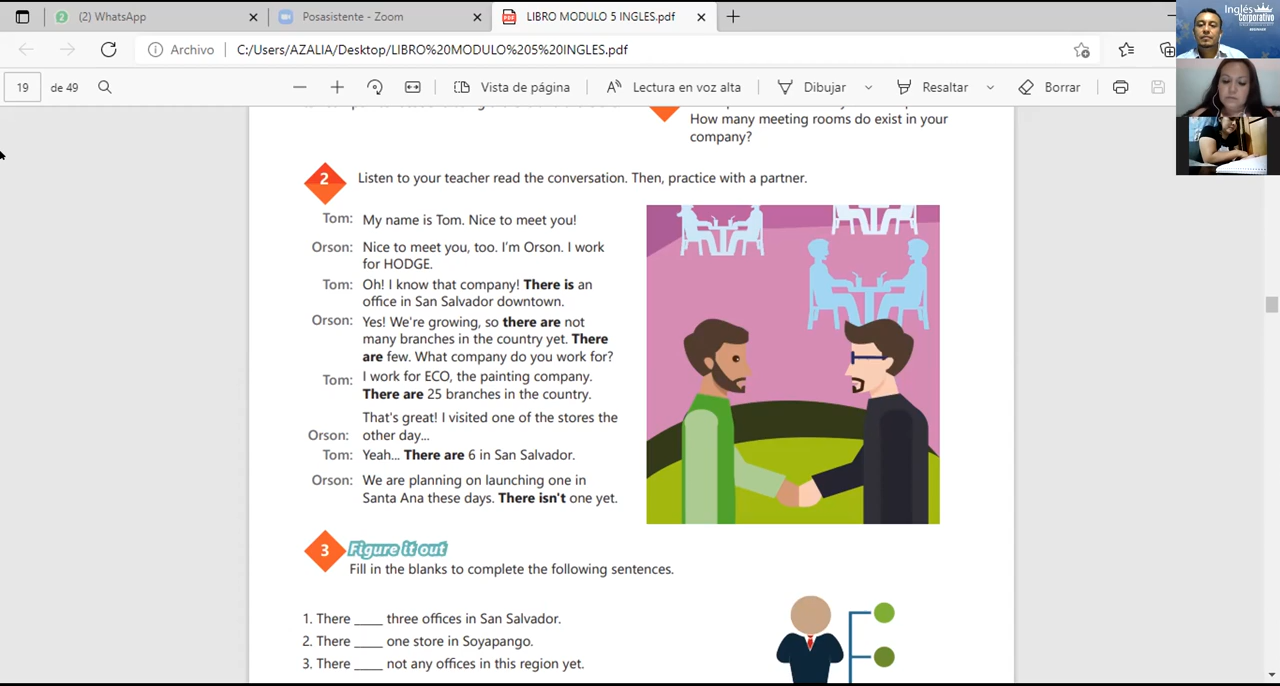 (2) WhatsApp
Posasistente - Zoom
LIBRO MODULO 5 INGLES.pdf
Inglés
Corporativo
Archivo
C:/Users/AZALIA/Desktop/LIBRO%20MODULO%205%20INGLES.pdf
19
de 49
Vista de página
Lectura en voz alta
Dibujar
Resaltar
Borrar
How many meeting rooms do exist in your
company?
2
Listen to your teacher read the conversation. Then, practice with a partner.
Tom: My name is Tom. Nice to meet you!
Orson: Nice to meet you, too. I'm Orson. I work
for HODGE.
Tom: Oh! I know that company! There is an
office in San Salvador downtown.
Orson: Yes! We're growing, so there are not
many branches in the country yet. There
are few. What company do you work for?
Tom: I work for ECO, the painting company.
There are 25 branches in the country.
That's great! I visited one of the stores the
Orson: other day...
Tom: Yeah... There are 6 in San Salvador.
Orson: We are planning on launching one in
Santa Ana these days. There isn't one yet.
3
Figure it out
Fill in the blanks to complete the following sentences.
1. There ____ three offices in San Salvador.
2. There ____ one store in Soyapango.
3. There ____ not any offices in this region yet.